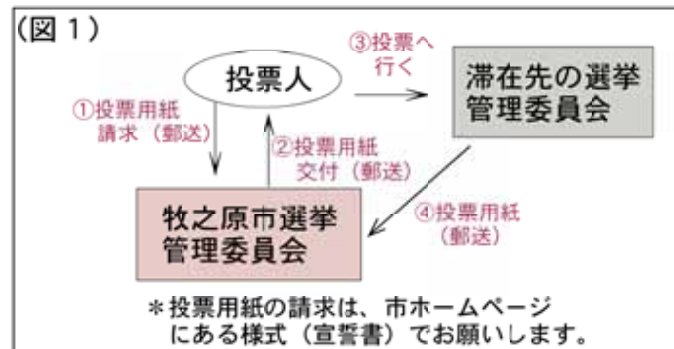 (図1)
③投票へ
行く
投票人
滞在先の選挙
管理委員会
①投票用紙
請求(郵送)
②投票用紙
交付(郵送)
牧之原市選挙
管理委員会
④投票用紙
(郵送)
*投票用紙の請求は、市ホームページ
にある様式(宣誓書)でお願いします。